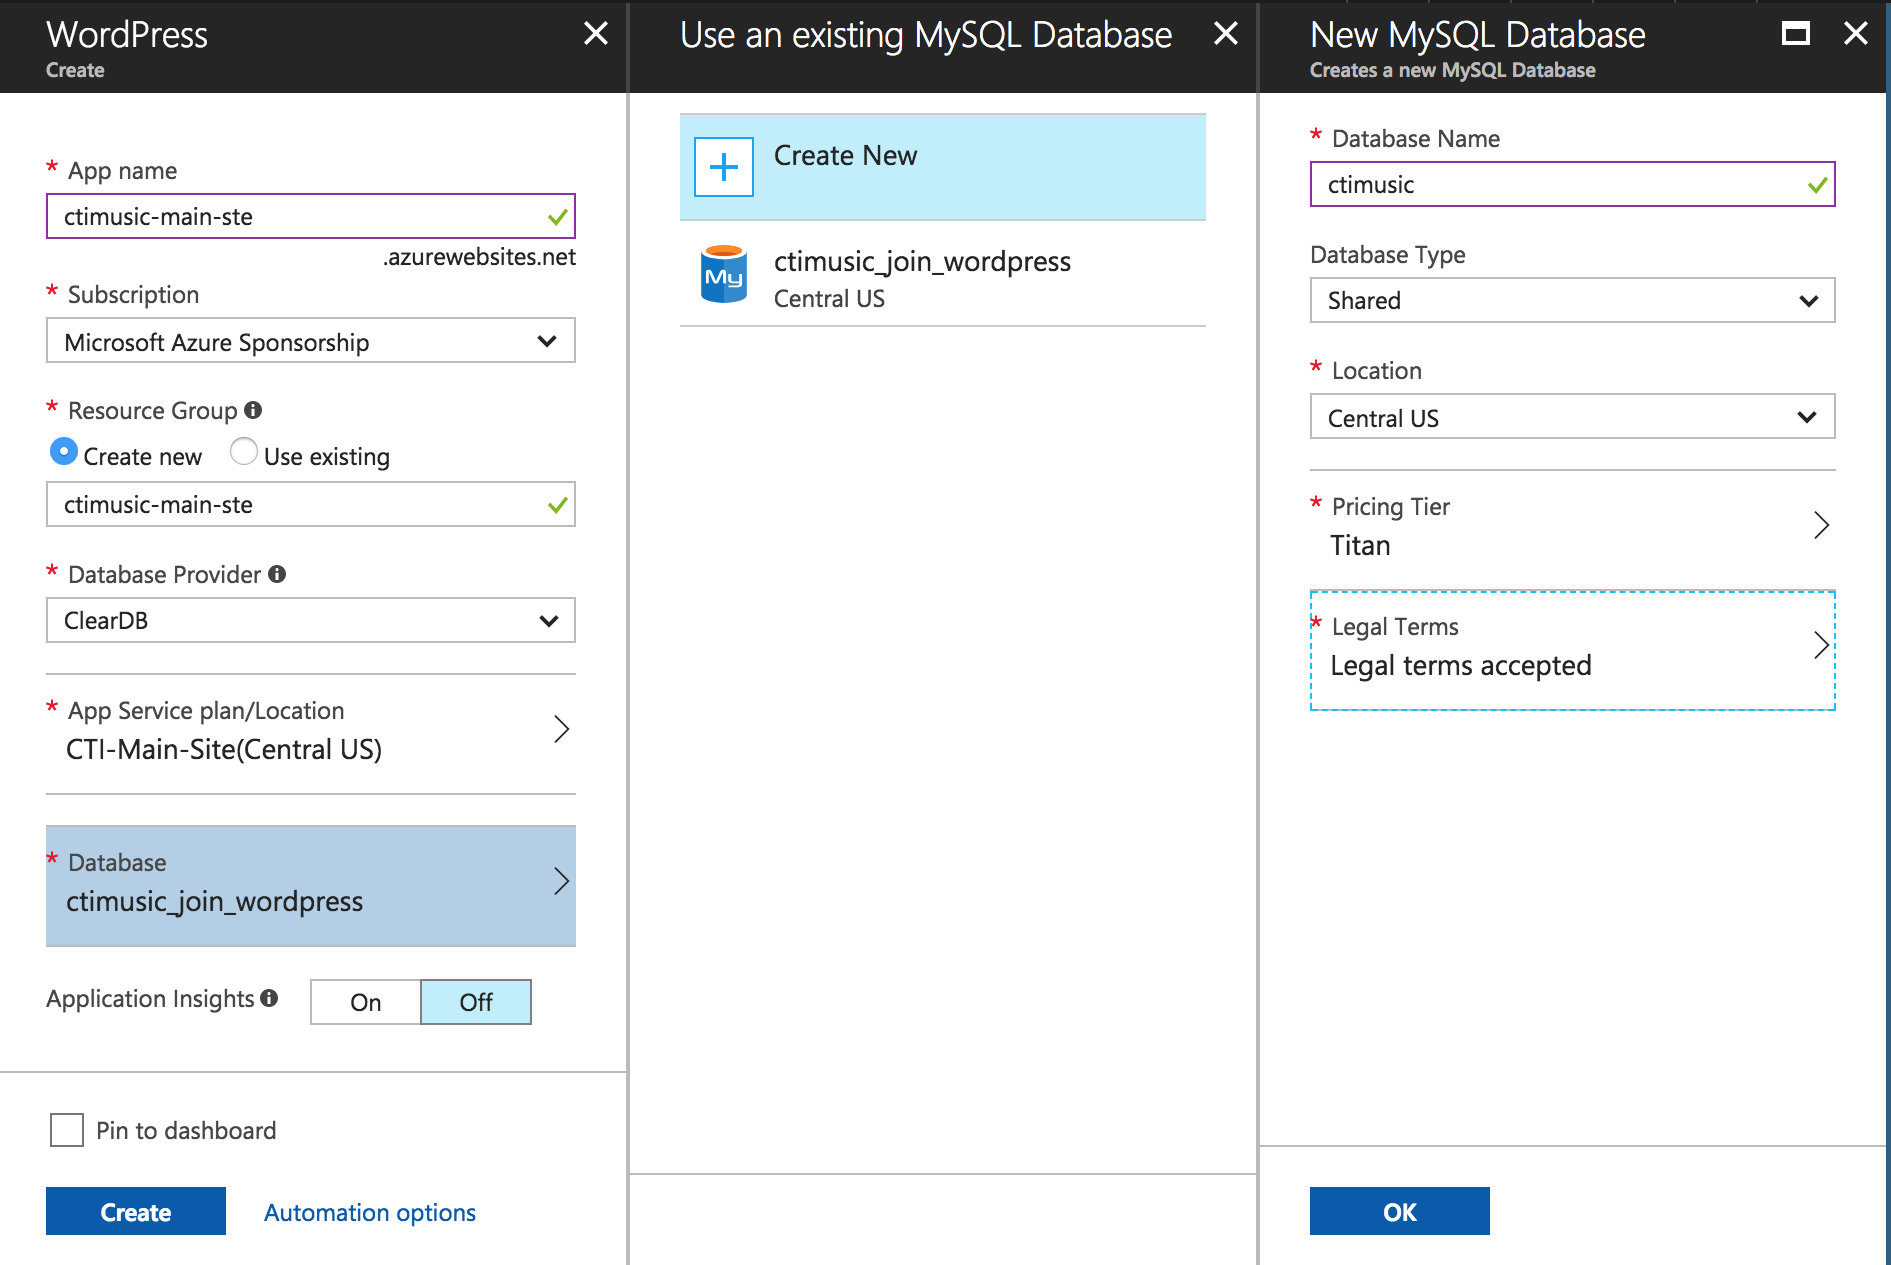 WordPress
Create
* App name
ctimusic-main-ste
.azurewebsites.net
* Subscription
Microsoft Azure Sponsorship
* Resource Group
Create new
Use existing
ctimusic-main-ste
* Database Provider
ClearDB
* App Service plan/Location
CTI-Main-Site(Central US)
* Database
ctimusic_join_wordpress
Application Insights
On
Off
Pin to dashboard
Create
Automation options
Use an existing MySQL Database
Create New
My
ctimusic_join_wordpress
Central US
New MySQL Database
Creates a new MySQL Database
* Database Name
ctimusic
Database Type
Shared
* Location
Central US
* Pricing Tier
Titan
* Legal Terms
Legal terms accepted
OK